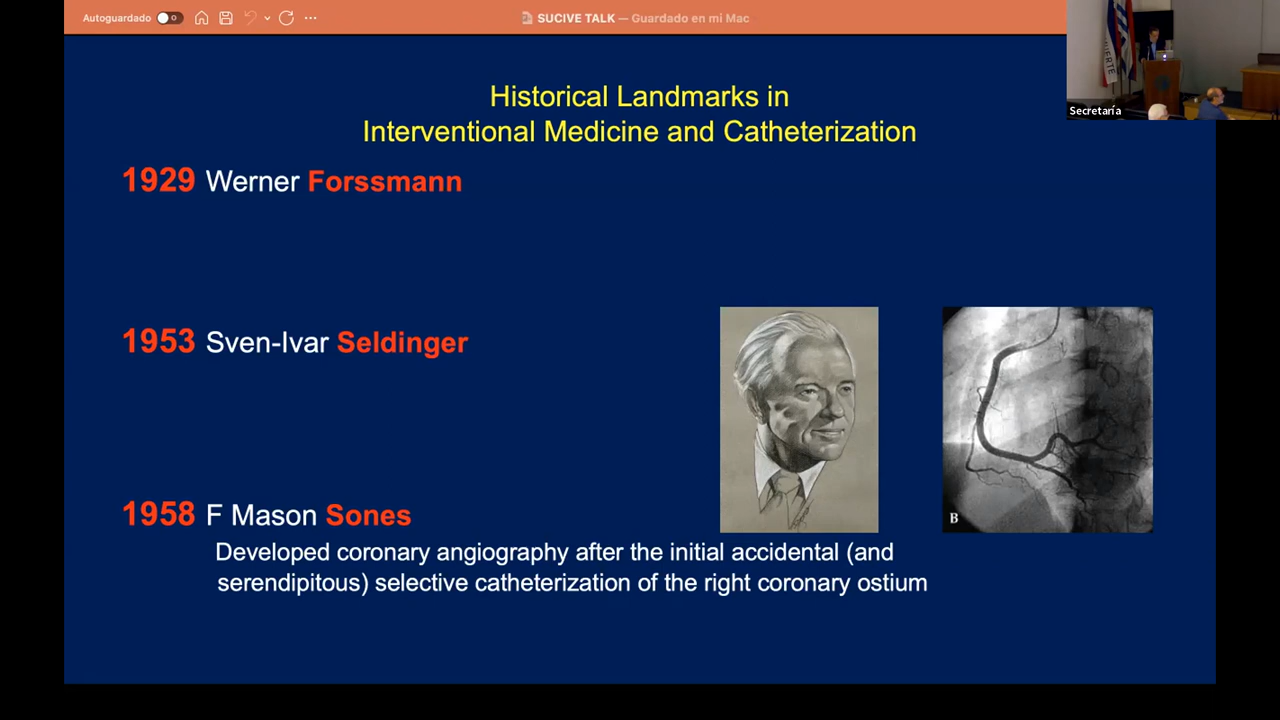 Autoguardado
SUCIVE TALK — Guardado en mi Mac
Secretaría
Historical Landmarks in
Interventional Medicine and Catheterization
1929 Werner Forssmann
1953 Sven-Ivar Seldinger
B
1958 F Mason Sones
Developed coronary angiography after the initial accidental (and
serendipitous) selective catheterization of the right coronary ostium